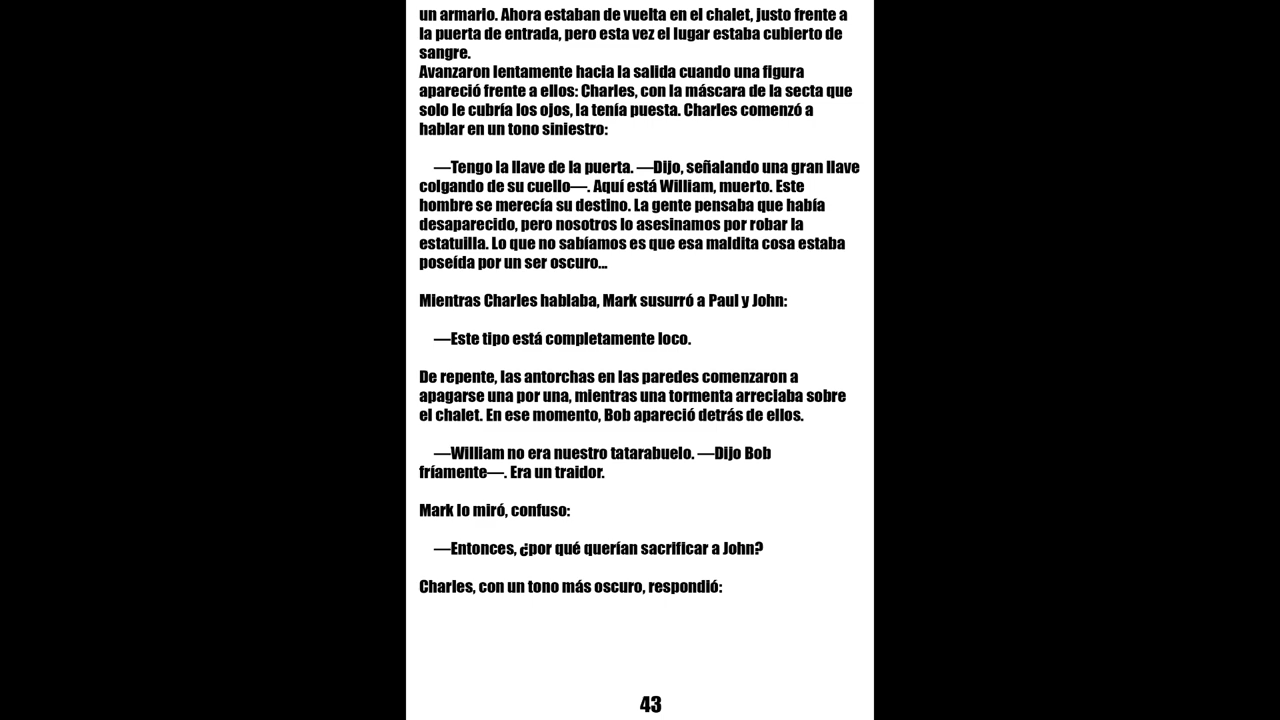 un armario. Ahora estaban de vuelta en el chalet, justo frente a
la puerta de entrada, pero esta vez el lugar estaba cubierto de
sangre.
Avanzaron lentamente hacia la salida cuando una figura
apareció frente a ellos: Charles, con la máscara de la secta que
solo le cubría los ojos, la tenía puesta. Charles comenzó a
hablar en un tono siniestro:
—Tengo la llave de la puerta. —Dijo, señalando una gran llave
colgando de su cuello—. Aquí está William, muerto. Este
hombre se merecía su destino. La gente pensaba que había
desaparecido, pero nosotros lo asesinamos por robar la
estatuilla. Lo que no sabíamos es que esa maldita cosa estaba
poseída por un ser oscuro...
Mientras Charles hablaba, Mark susurró a Paul y John:
—Este tipo está completamente loco.
De repente, las antorchas en las paredes comenzaron a
apagarse una por una, mientras una tormenta arreciaba sobre
el chalet. En ese momento, Bob apareció detrás de ellos.
—William no era nuestro tatarabuelo. —Dijo Bob
fríamente—. Era un traidor.
Mark lo miró, confuso:
—Entonces, ¿por qué querían sacrificar a John?
Charles, con un tono más oscuro, respondió:
43